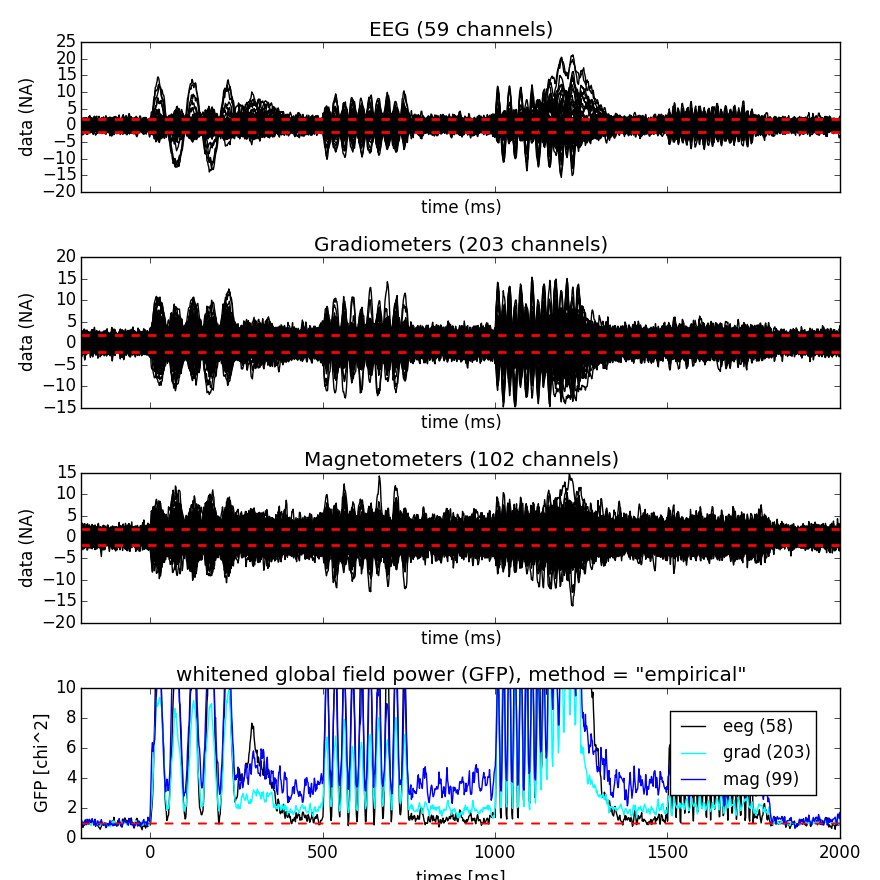 EEG (59 channels)
25
20
15
10
5
0
−5
−10
−15
−20
data (NA)
time (ms)
Gradiometers (203 channels)
20
15
10
5
0
−5
−10
−15
data (NA)
time (ms)
Magnetometers (102 channels)
15
10
5
0
−5
−10
−15
−20
data (NA)
time (ms)
whitened global field power (GFP), method = "empirical"
10
8
6
4
2
0
GFP [chi^2]
eeg (58)
grad (203)
mag (99)
0
500
1000
1500
2000
times [ms]